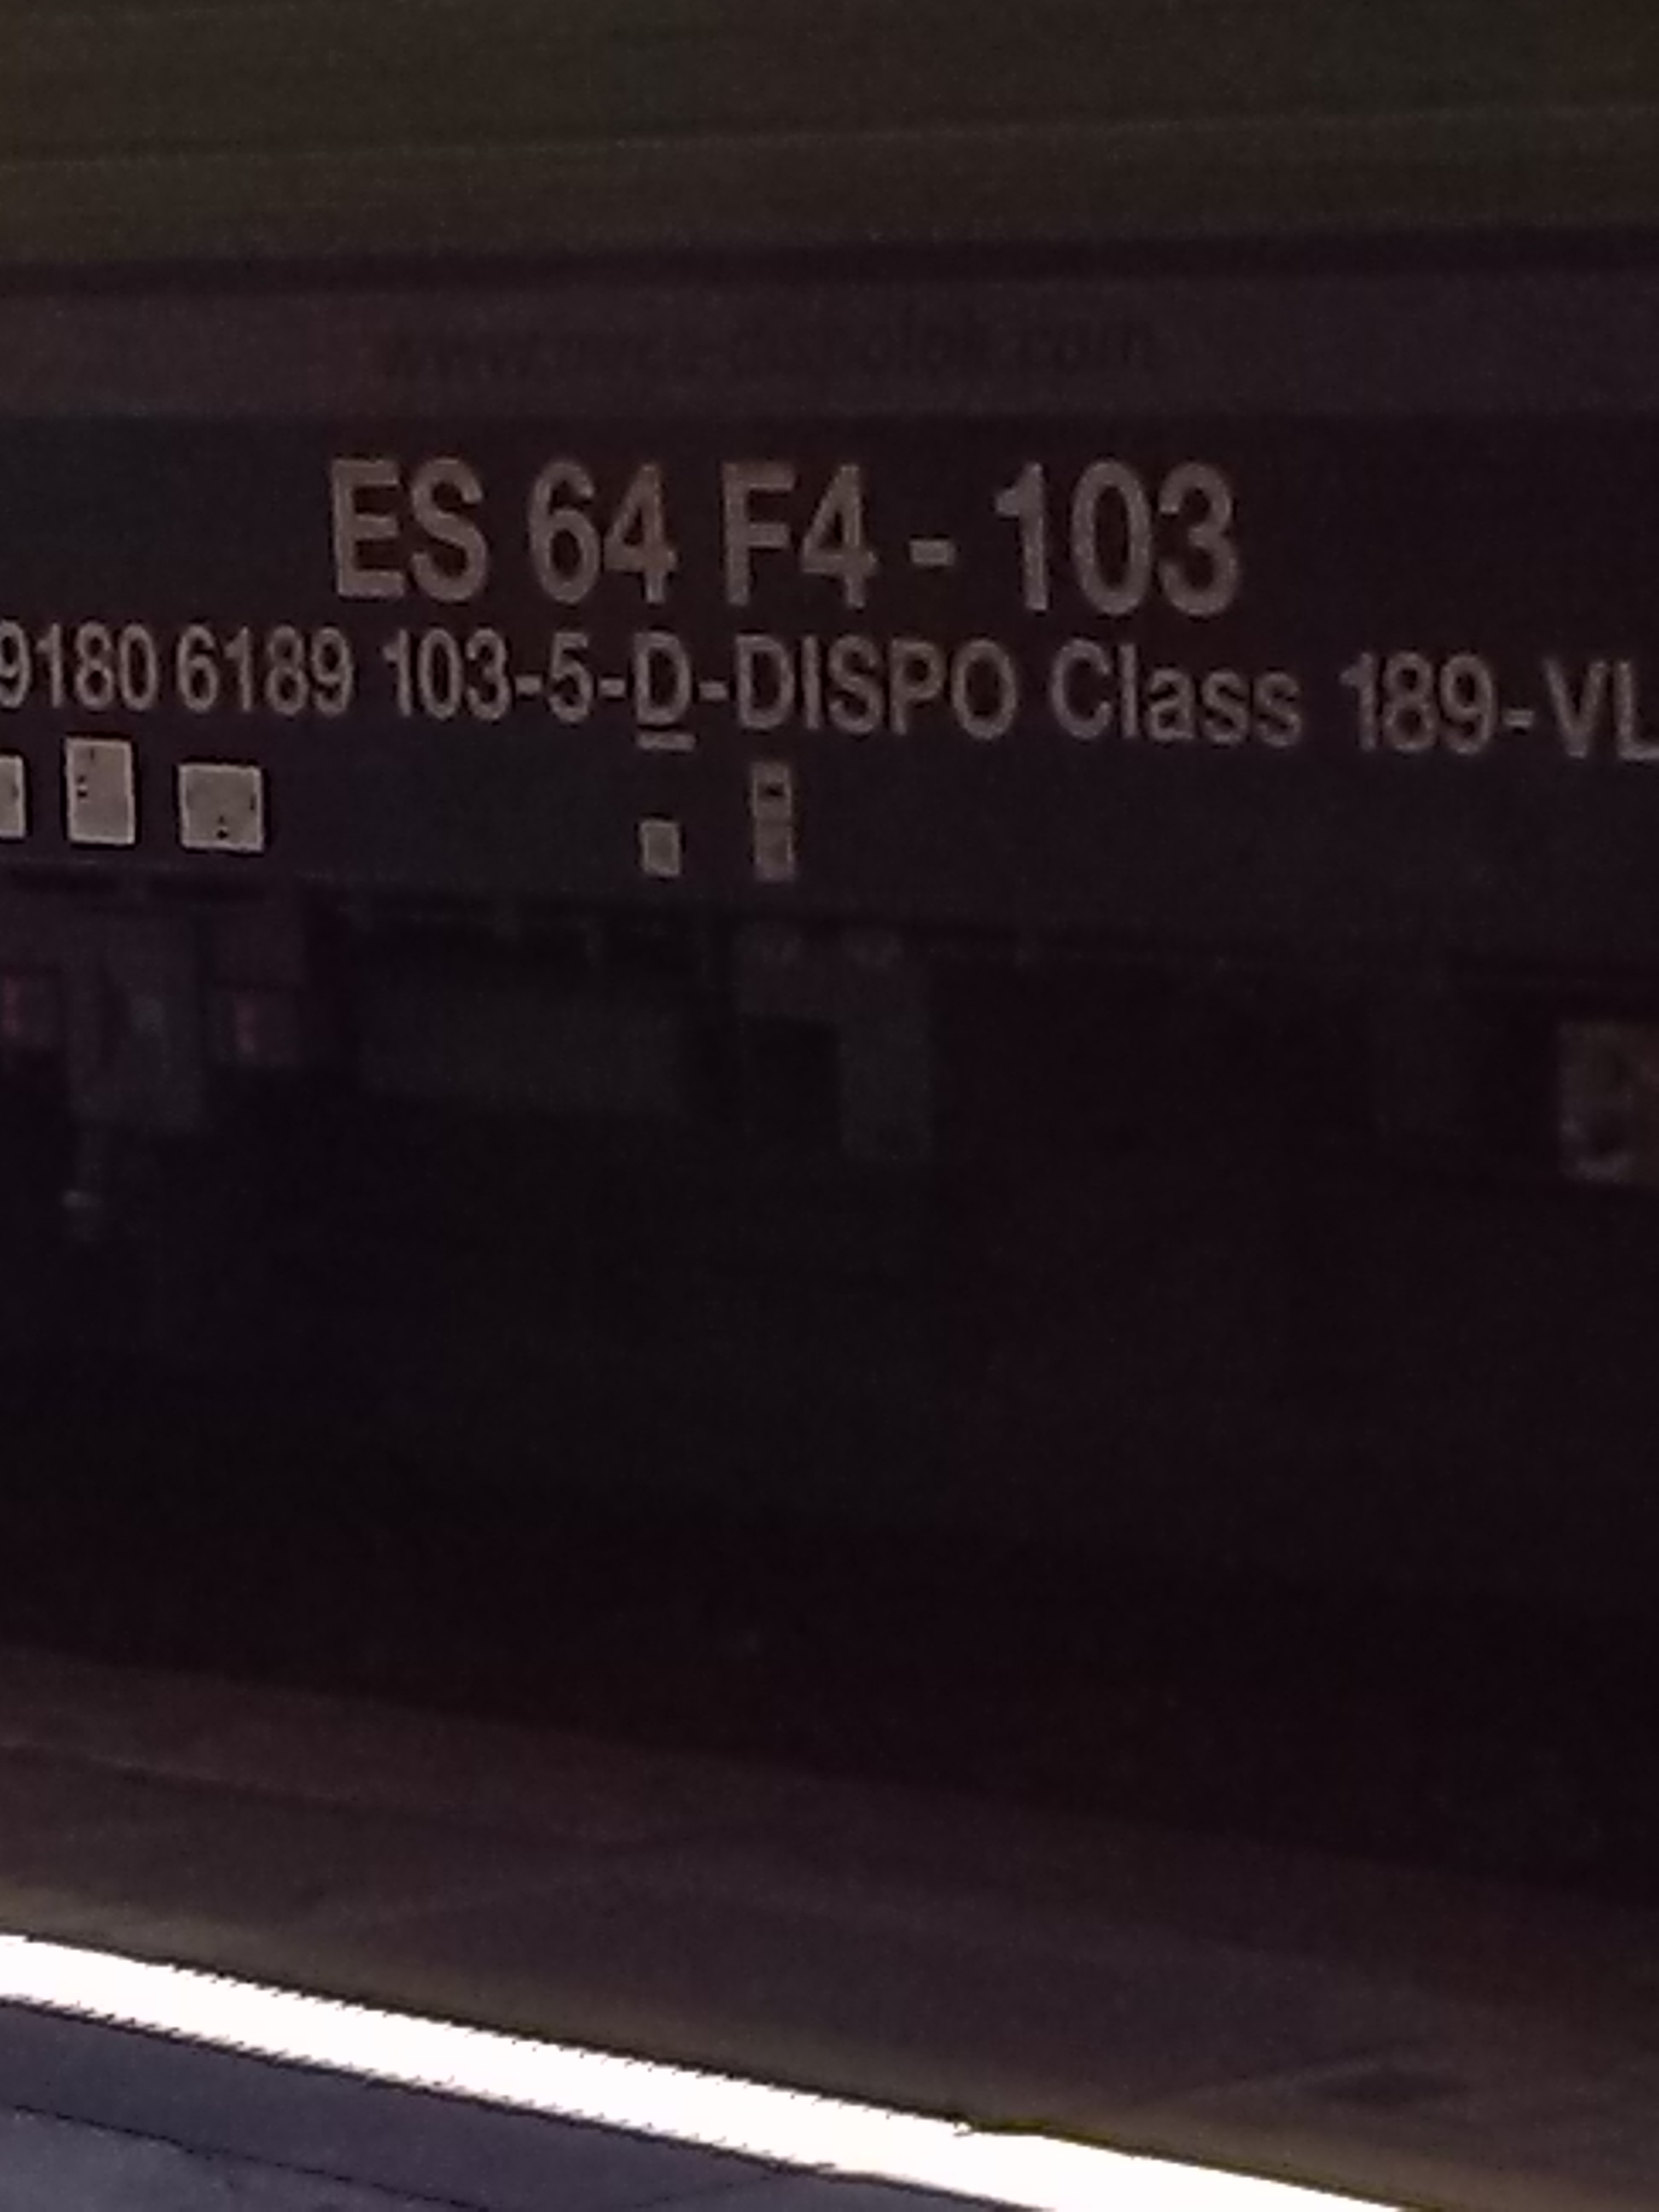 ES 64 F4 - 103
9180 6189 103-5-D-DISPO Class 189-VL